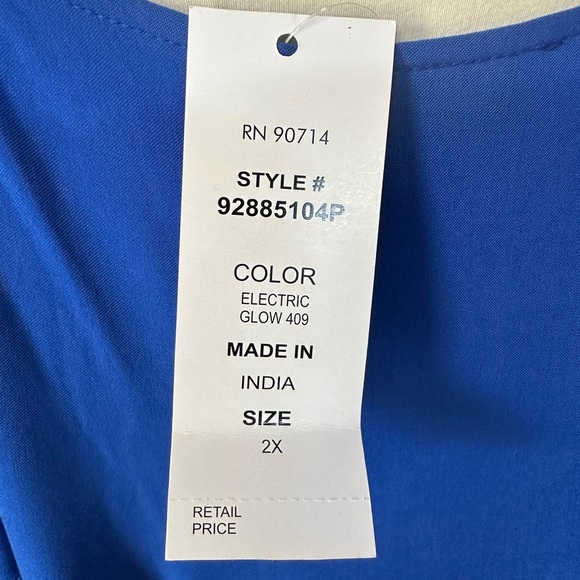 RN 90714
STYLE #
92885104P
COLOR
ELECTRIC
GLOW 409
MADE IN
INDIA
SIZE
2X
RETAIL
PRICE